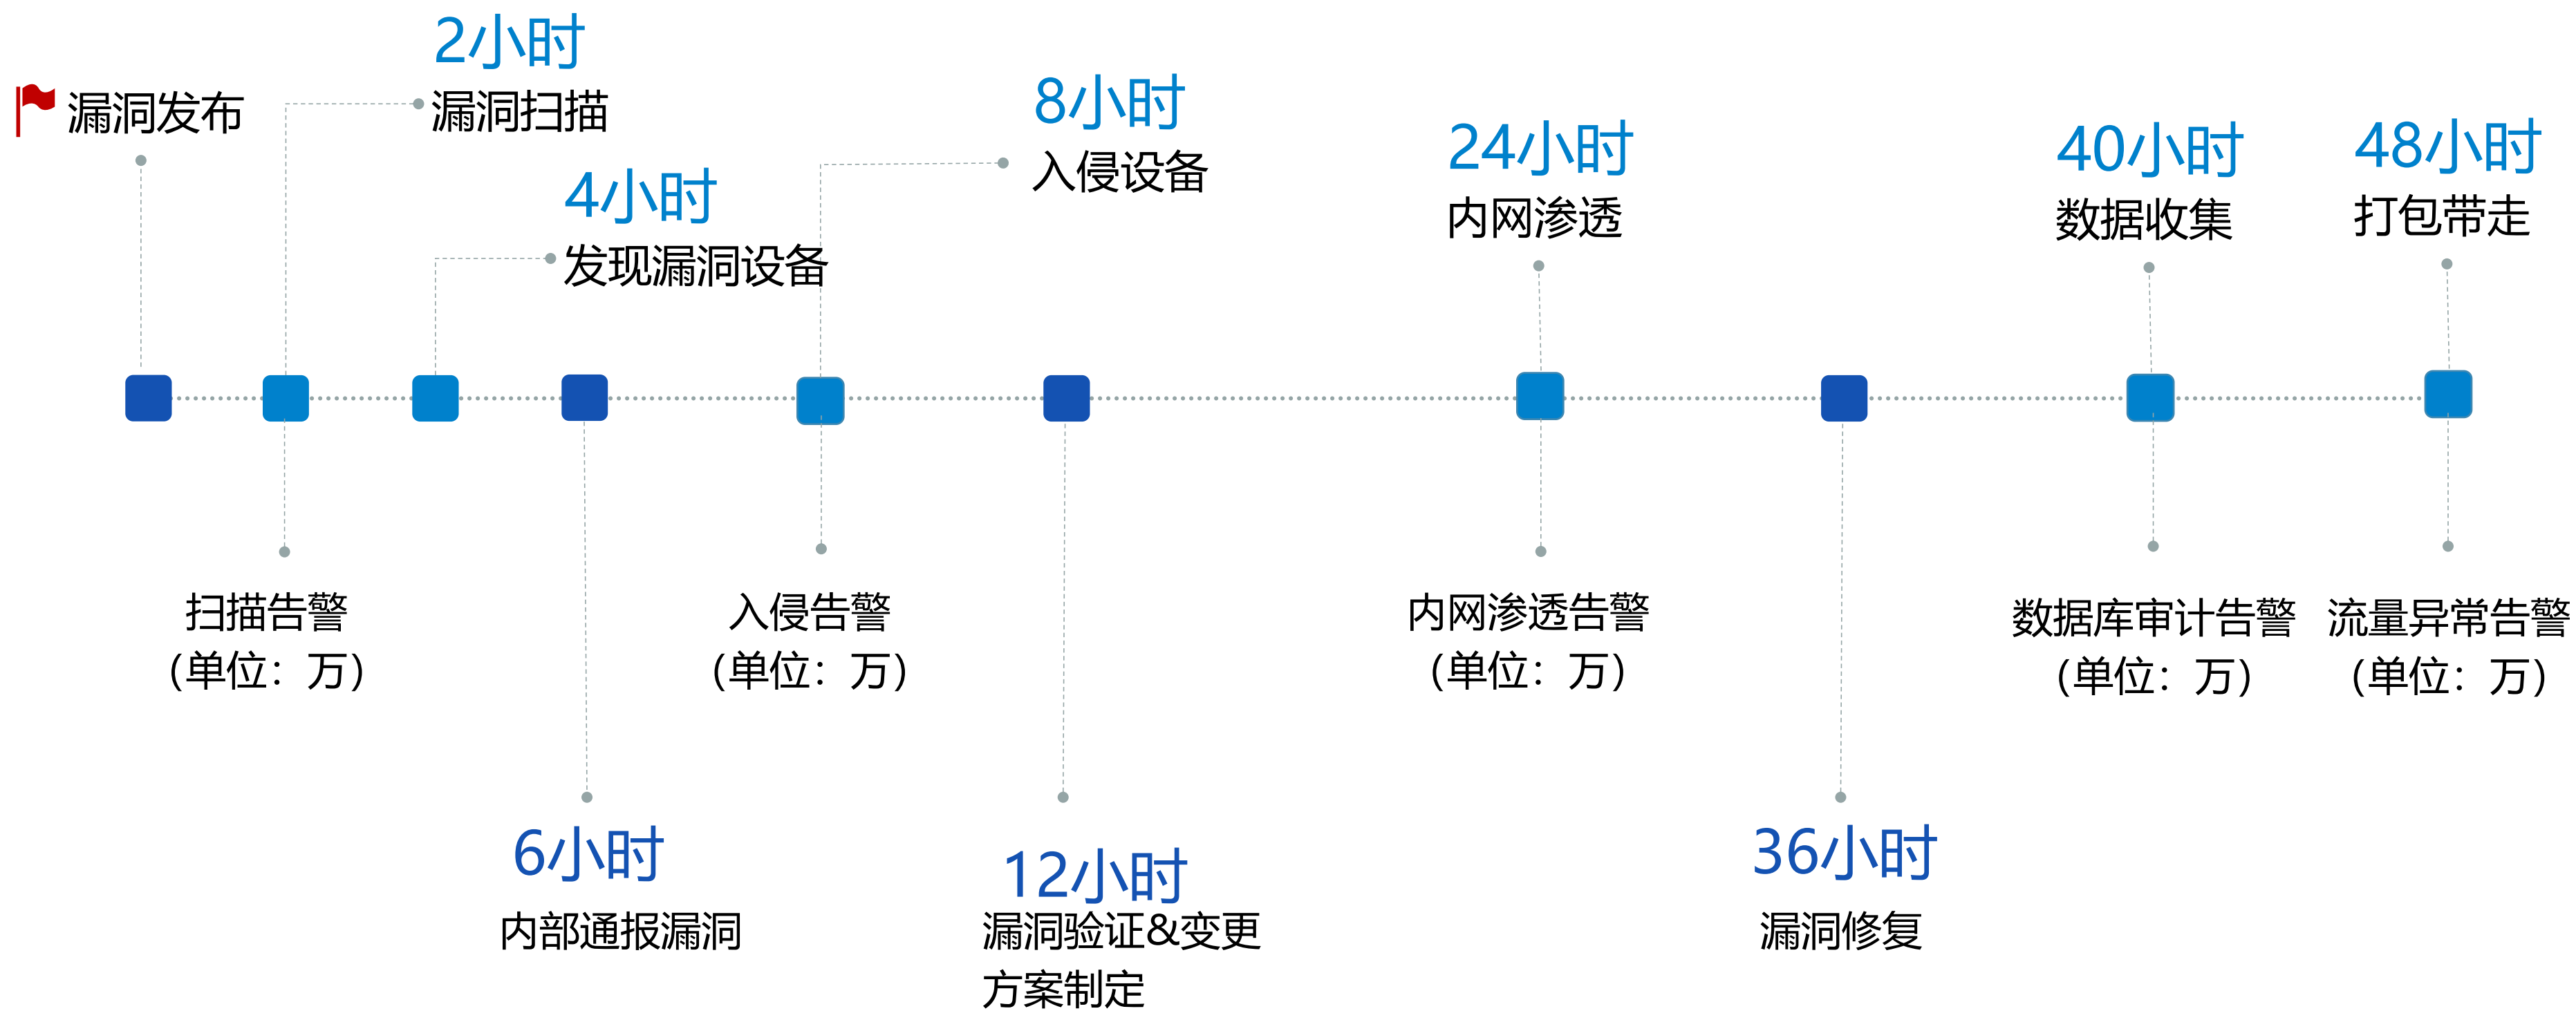 漏洞发布
2小时
漏洞扫描
4小时
发现漏洞设备
8小时
入侵设备
24小时
内网渗透
40小时
数据收集
48小时
打包带走
扫描告警
(单位：万)
入侵告警
(单位：万)
内网渗透告警
(单位：万)
数据库审计告警
(单位：万)
流量异常告警
(单位：万)
6小时
内部通报漏洞
12小时
漏洞验证&变更
方案制定
36小时
漏洞修复